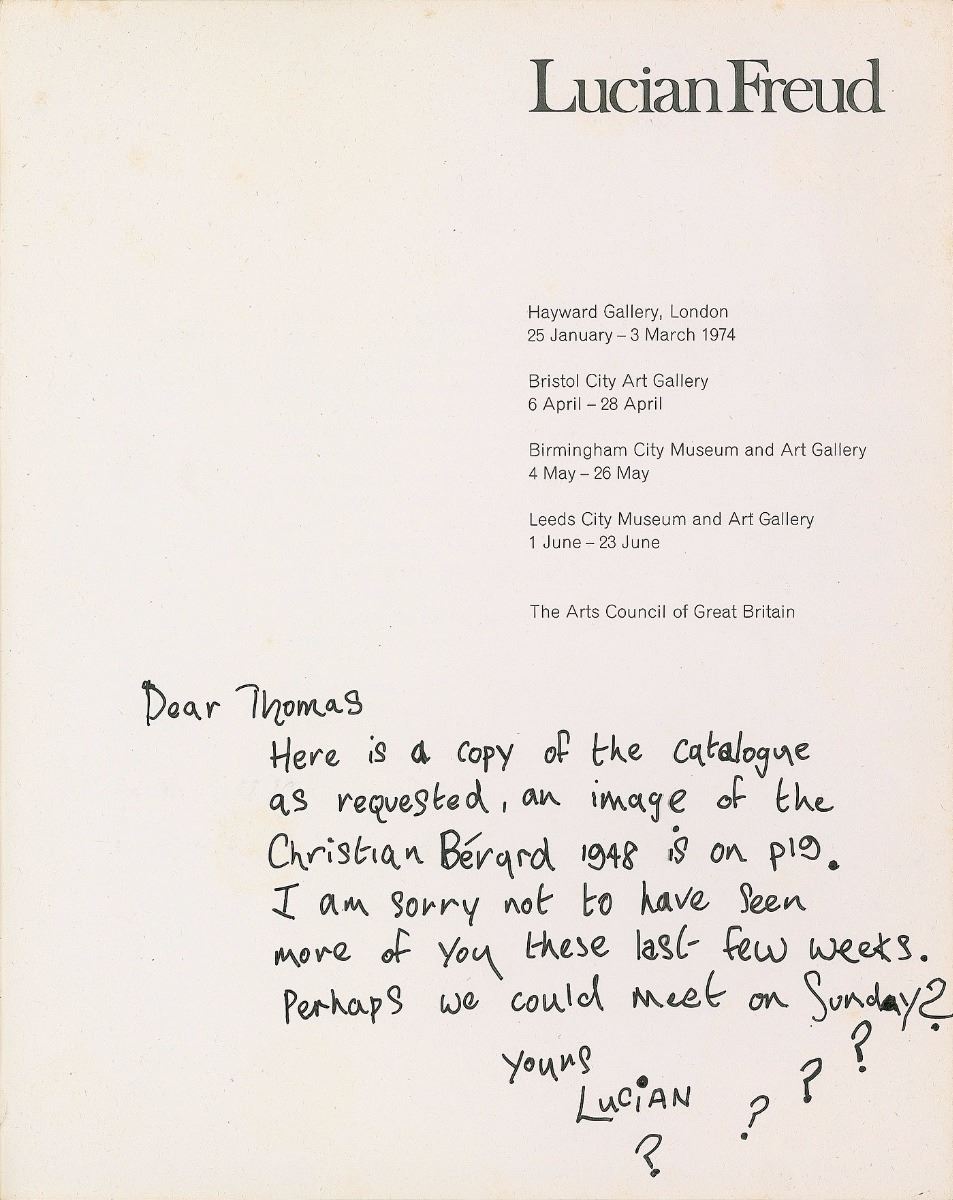 Lucian Freud
Hayward Gallery, London
25 January – 3 March 1974
Bristol City Art Gallery
6 April – 28 April
Birmingham City Museum and Art Gallery
4 May – 26 May
Leeds City Museum and Art Gallery
1 June – 23 June
The Arts Council of Great Britain
Dear Thomas
Here is a copy of the catalogue
as requested, an image of the
Christian Bérard 1948 is on p19.
I am sorry not to have seen
more of you these last few weeks.
Perhaps we could meet on Sunday?
?
Yours
?
LUCIAN
?
?